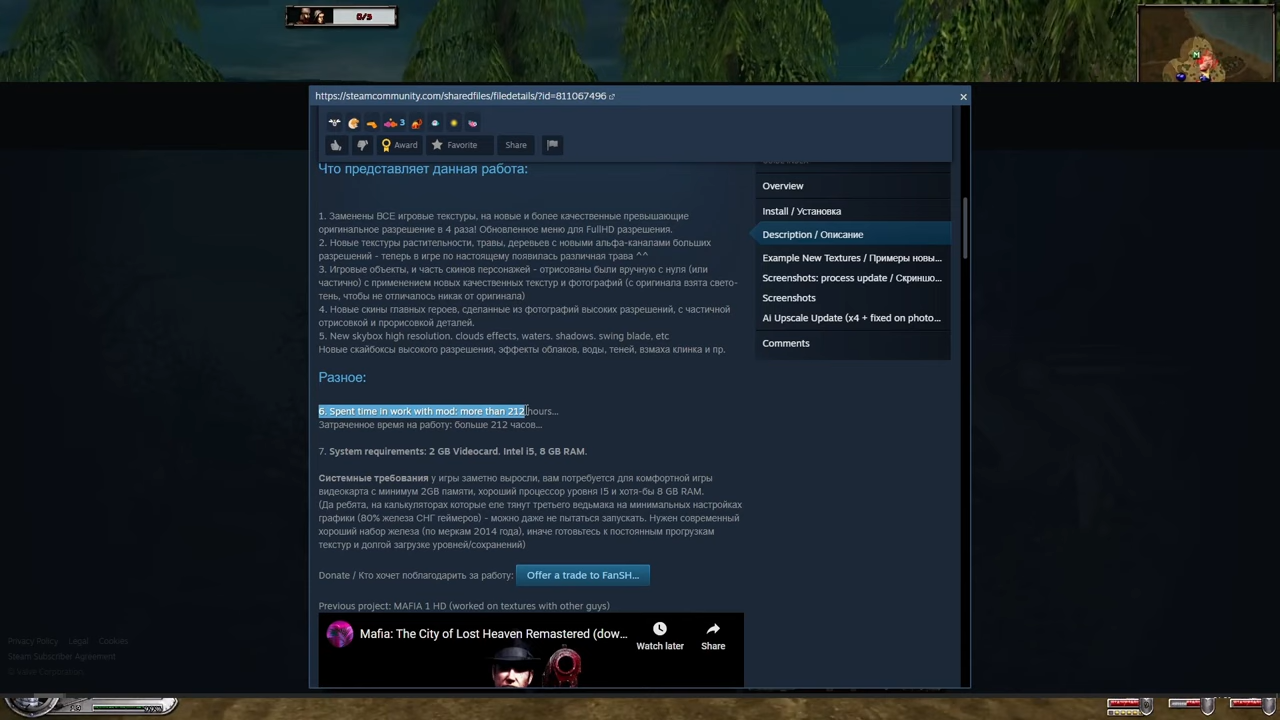 0/5
M
https://steamcommunity.com/sharedfiles/filedetails/?id=811067496
3
Award
Favorite
Share
Что представляет данная работа:
1. Заменены ВСЕ игровые текстуры, на новые и более качественные превышающие
оригинальное разрешение в 4 раза! Обновленное меню для FullHD разрешения.
2. Новые текстуры растительности, травы, деревьев с новыми альфа-каналами больших
разрешений - теперь в игре по настоящему появилась различная трава ^^
3. Игровые объекты, и часть скинов персонажей - отрисованы были вручную с нуля (или
частично) с применением новых качественных текстур и фотографий (с оригинала взята свето-
тень, чтобы не отличалось никак от оригинала)
4. Новые скины главных героев, сделанные из фотографий высоких разрешений, с частичной
отрисовкой и прорисовкой деталей.
5. New skybox high resolution. clouds effects, waters. shadows. swing blade, etc
Новые скайбоксы высокого разрешения, эффекты облаков, воды, теней, взмаха клинка и пр.
Разное:
6. Spent time in work with mod: more than 212 hours...
Затраченное время на работу: больше 212 часов...
7. System requirements: 2 GB Videocard. Intel i5, 8 GB RAM.
Системные требования у игры заметно выросли, вам потребуется для комфортной игры
видеокарта с минимум 2GB памяти, хороший процессор уровня I5 и хотя-бы 8 GB RAM.
(Да ребята, на калькуляторах которые еле тянут третьего ведьмака на минимальных настройках
графики (80% железа СНГ геймеров) - можно даже не пытаться запускать. Нужен современный
хороший набор железа (по меркам 2014 года), иначе готовьтесь к постоянным прогрузкам
текстур и долгой загрузке уровней/сохранений)
Donate / Кто хочет поблагодарить за работу: Offer a trade to FanSH...
Previous project: MAFIA 1 HD (worked on textures with other guys)
Mafia: The City of Lost Heaven Remastered (dow...
Watch later
Share
Overview
Install / Установка
Description / Описание
Example New Textures / Примеры новы...
Screenshots: process update / Скриншо...
Screenshots
Ai Upscale Update (x4 + fixed on photo...
Comments
Privacy Policy
Legal
Cookies
Steam Subscriber Agreement